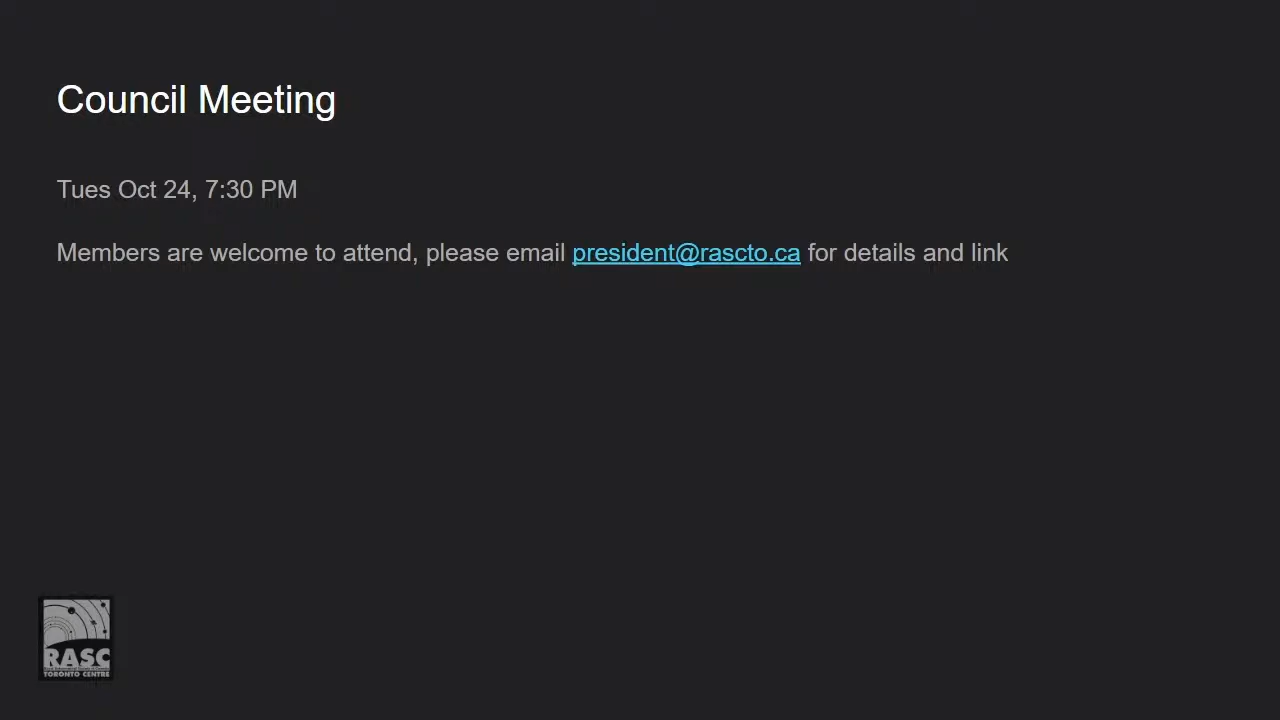 Council Meeting
Tues Oct 24, 7:30 PM
Members are welcome to attend, please email president@rascto.ca for details and link
RASC
TORONTO CENTRE